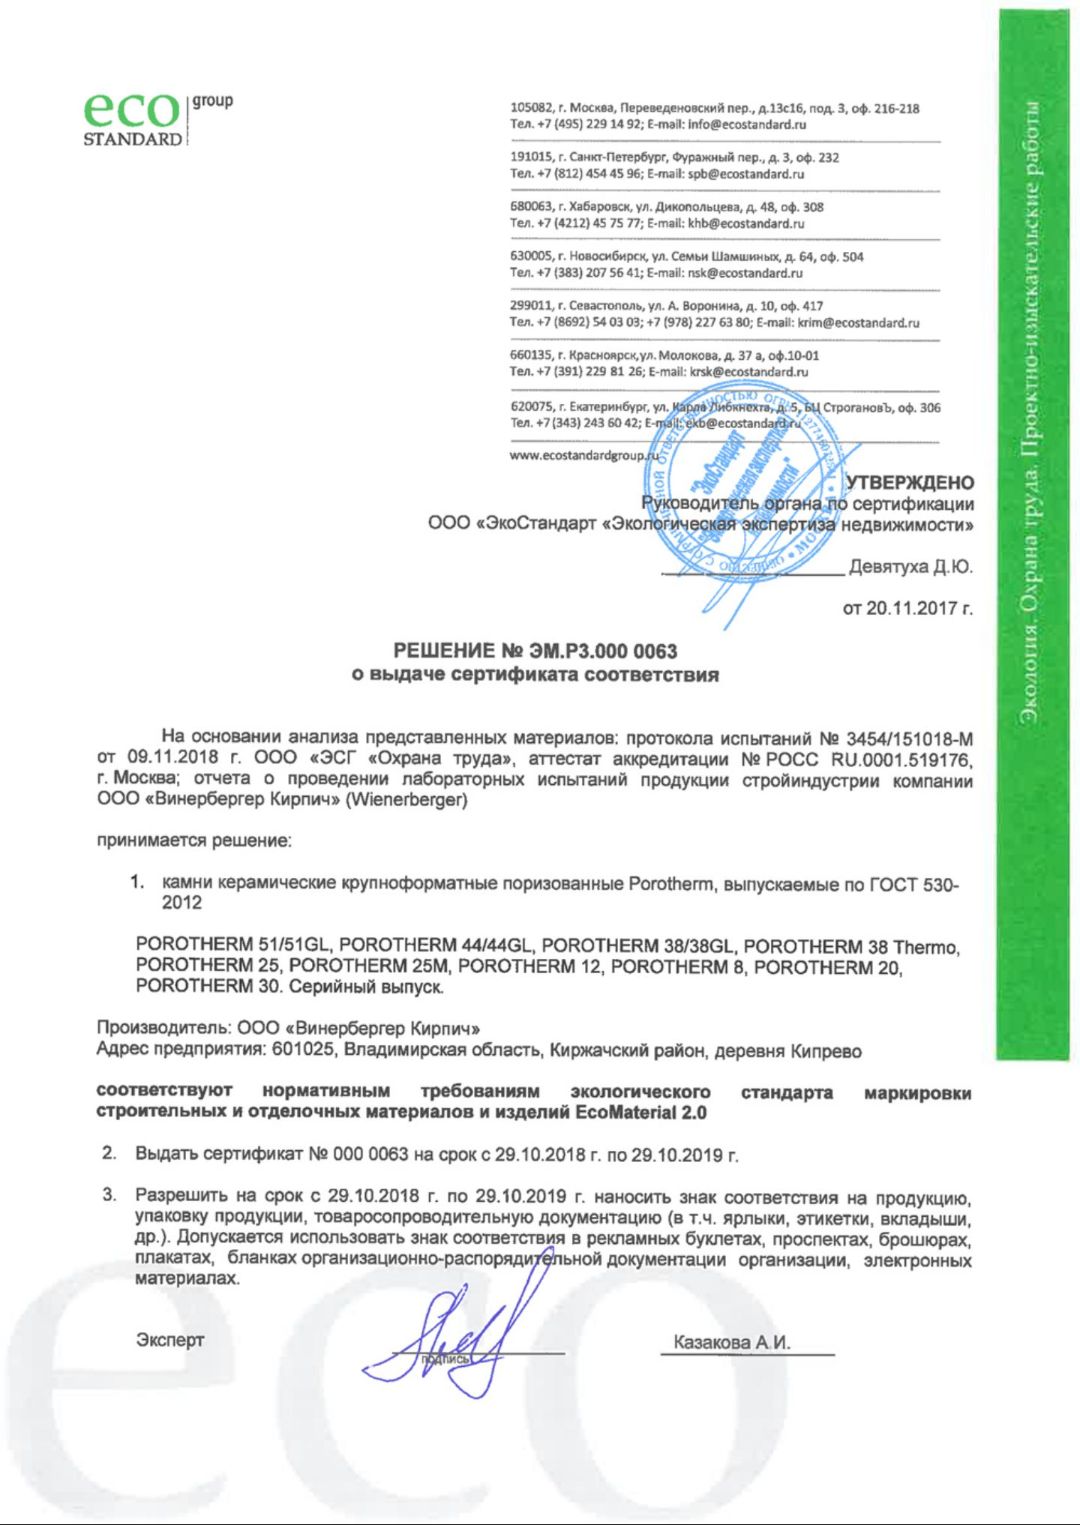 eco group
STANDARD
105082, г. Москва, Переведеновский пер., д.13с16, под. 3, оф. 216-218
Тел. +7 (495) 229 14 92; E-mail: info@ecostandard.ru
191015, г. Санкт-Петербург, Фуражный пер., д. 3, оф. 232
Тел. +7 (812) 454 45 96; E-mail: spb@ecostandard.ru
680063, г. Хабаровск, ул. Дикопольцева, д. 48, оф. 308
Тел. +7 (4212) 45 75 77; E-mail: khb@ecostandard.ru
630005, г. Новосибирск, ул. Семьи Шамшиных, д. 64, оф. 504
Тел. +7 (383) 207 56 41; E-mail: nsk@ecostandard.ru
299011, г. Севастополь, ул. А. Воронина, д. 10, оф. 417
Тел. +7 (8692) 54 03 03; +7 (978) 227 63 80; E-mail: krim@ecostandard.ru
660135, г. Красноярск,ул. Молокова, д. 37 а, оф.10-01
Тел. +7 (391) 229 81 26; E-mail: krsk@ecostandard.ru
620075, г. Екатеринбург, ул. Карла Либкнехта, д. 5, БЦ СтрогановЪ, оф. 306
Тел. +7 (343) 243 60 42; E-mail: ekb@ecostandard.ru
www.ecostandardgroup.ru
Экология. Охрана труда. Проектно-изыскательские работы
УТВЕРЖДЕНО
Руководитель органа по сертификации
ООО «ЭкоСтандарт «Экологическая экспертиза недвижимости»
Девятуха Д.Ю.
от 20.11.2017 г.
РЕШЕНИЕ № ЭМ.РЗ.000 0063
о выдаче сертификата соответствия
На основании анализа представленных материалов: протокола испытаний № 3454/151018-М
от 09.11.2018 г. ООО «ЭСГ «Охрана труда», аттестат аккредитации № РОСС RU.0001.519176,
г. Москва; отчета о проведении лабораторных испытаний продукции стройиндустрии компании
ООО «Винербергер Кирпич» (Wienerberger)
принимается решение:
1. камни керамические крупноформатные поризованные Porotherm, выпускаемые по ГОСТ 530-
2012
POROTHERM 51/51GL, POROTHERM 44/44GL, POROTHERM 38/38GL, POROTHERM 38 Thermo,
POROTHERM 25, POROTHERM 25M, POROTHERM 12, POROTHERM 8, POROTHERM 20,
POROTHERM 30. Серийный выпуск.
Производитель: ООО «Винербергер Кирпич»
Адрес предприятия: 601025, Владимирская область, Киржачский район, деревня Кипрево
соответствуют нормативным требованиям экологического стандарта маркировки
строительных и отделочных материалов и изделий EcoMaterial 2.0
2. Выдать сертификат № 000 0063 на срок с 29.10.2018 г. по 29.10.2019 г.
3. Разрешить на срок с 29.10.2018 г. по 29.10.2019 г. наносить знак соответствия на продукцию,
упаковку продукции, товаросопроводительную документацию (в т.ч. ярлыки, этикетки, вкладыши,
др.). Допускается использовать знак соответствия в рекламных буклетах, проспектах, брошюрах,
плакатах, бланках организационно-распорядительной документации организации, электронных
материалах.
Эксперт
подпись
Казакова А.И.
eco